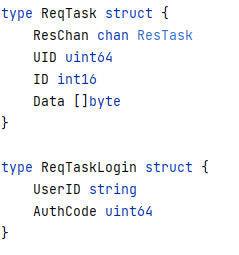 type ReqTask struct {
    ResChan chan ResTask
    UID uint64
    ID int16
    Data []byte
}

type ReqTaskLogin struct {
    UserID string
    AuthCode uint64
}